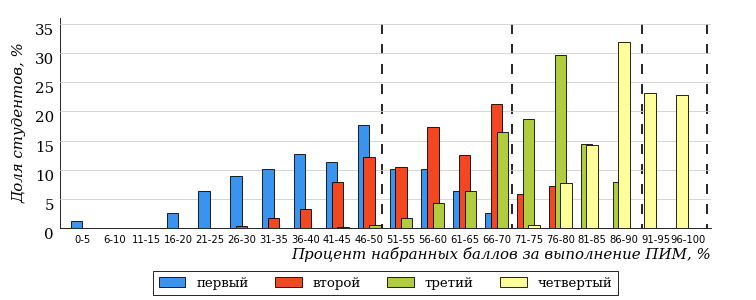 Доля студентов, %
35
30
25
20
15
10
5
0
0-5 6-10 11-15 16-20 21-25 26-30 31-35 36-40 41-45 46-50 51-55 56-60 61-65 66-70 71-75 76-80 81-85 86-90 91-95 96-100
Процент набранных баллов за выполнение ПИМ, %
первый второй третий четвертый